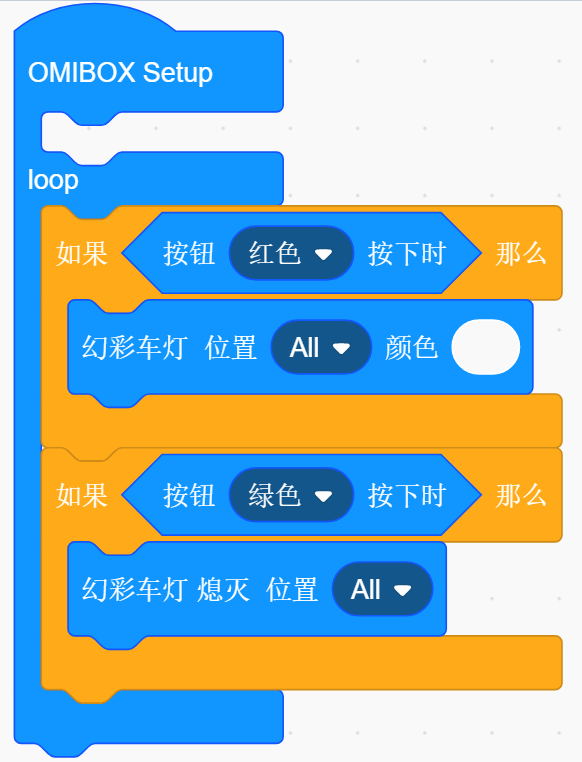 OMIBOX Setup
loop
如果 按钮 红色 按下时 那么
幻彩车灯 位置 All 颜色
如果 按钮 绿色 按下时 那么
幻彩车灯 熄灭 位置 All